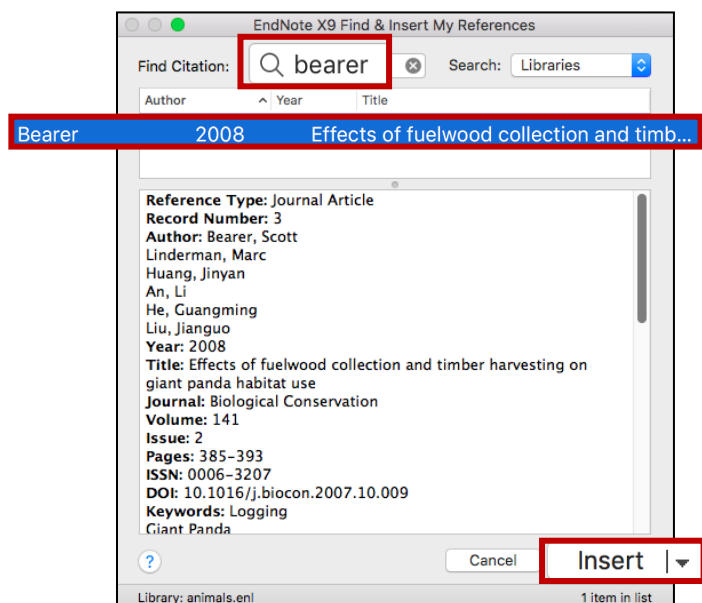 EndNote X9 Find & Insert My References
Find Citation: bearer Search: Libraries
Author Year Title
Bearer 2008 Effects of fuelwood collection and timb...
Reference Type: Journal Article
Record Number: 3
Author: Bearer, Scott
Linderman, Marc
Huang, Jinyan
An, Li
He, Guangming
Liu, Jianguo
Year: 2008
Title: Effects of fuelwood collection and timber harvesting on
giant panda habitat use
Journal: Biological Conservation
Volume: 141
Issue: 2
Pages: 385-393
ISSN: 0006-3207
DOI: 10.1016/j.biocon.2007.10.009
Keywords: Logging
Giant Panda
? Cancel Insert
Library: animals.enl 1 item in list